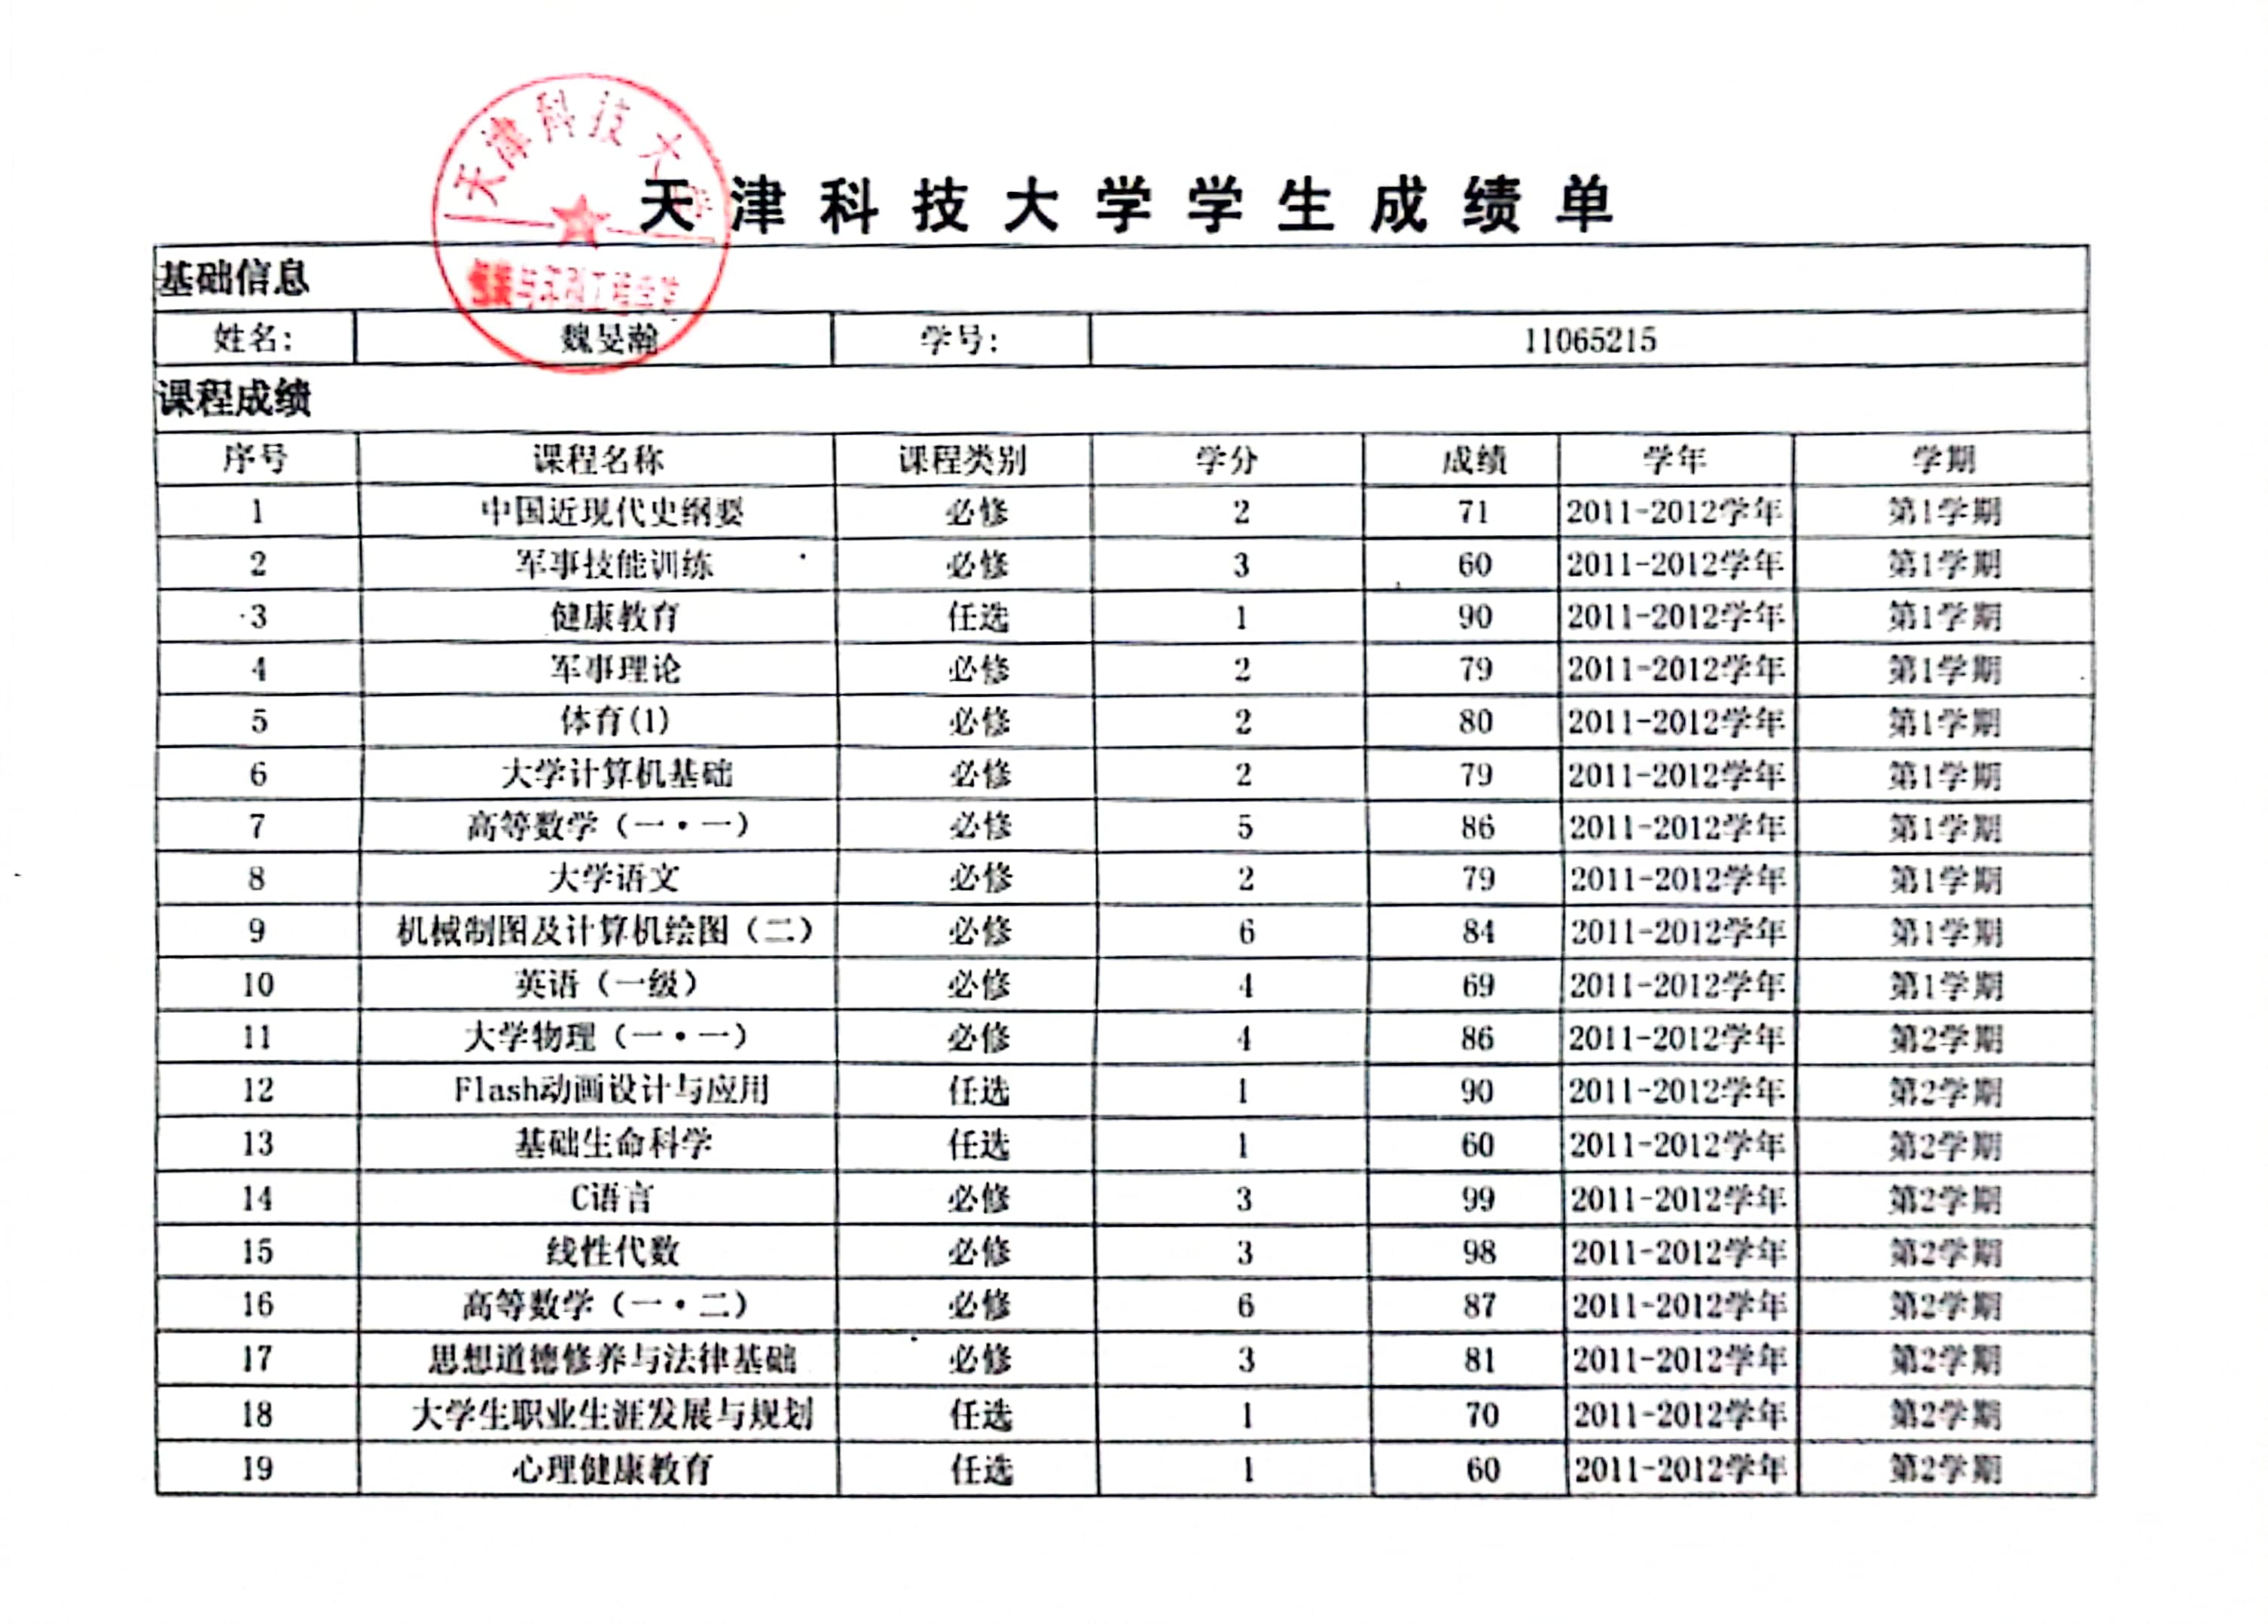 天津科技大学
包装与印刷工程学院
天津科技大学学生成绩单
基础信息
姓名: 魏旻瀚 学号: 11065215
课程成绩
序号 课程名称 课程类别 学分 成绩 学年 学期
1 中国近现代史纲要 必修 2 71 2011-2012学年 第1学期
2 军事技能训练 必修 3 60 2011-2012学年 第1学期
3 健康教育 任选 1 90 2011-2012学年 第1学期
4 军事理论 必修 2 79 2011-2012学年 第1学期
5 体育(1) 必修 2 80 2011-2012学年 第1学期
6 大学计算机基础 必修 2 79 2011-2012学年 第1学期
7 高等数学（一·一） 必修 5 86 2011-2012学年 第1学期
8 大学语文 必修 2 79 2011-2012学年 第1学期
9 机械制图及计算机绘图（二） 必修 6 84 2011-2012学年 第1学期
10 英语（一级） 必修 4 69 2011-2012学年 第1学期
11 大学物理（一·一） 必修 4 86 2011-2012学年 第2学期
12 Flash动画设计与应用 任选 1 90 2011-2012学年 第2学期
13 基础生命科学 任选 1 60 2011-2012学年 第2学期
14 C语言 必修 3 99 2011-2012学年 第2学期
15 线性代数 必修 3 98 2011-2012学年 第2学期
16 高等数学（一·二） 必修 6 87 2011-2012学年 第2学期
17 思想道德修养与法律基础 必修 3 81 2011-2012学年 第2学期
18 大学生职业生涯发展与规划 任选 1 70 2011-2012学年 第2学期
19 心理健康教育 任选 1 60 2011-2012学年 第2学期